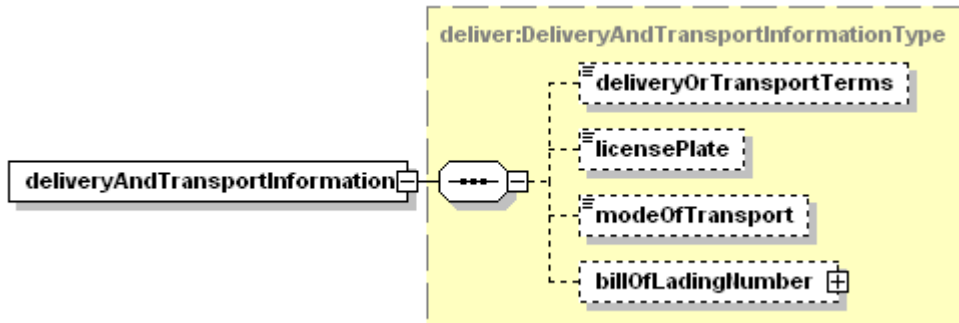 deliver:DeliveryAndTransportInformationType
deliveryOrTransportTerms
licensePlate
deliveryAndTransportInformation
modeOfTransport
billOfLadingNumber